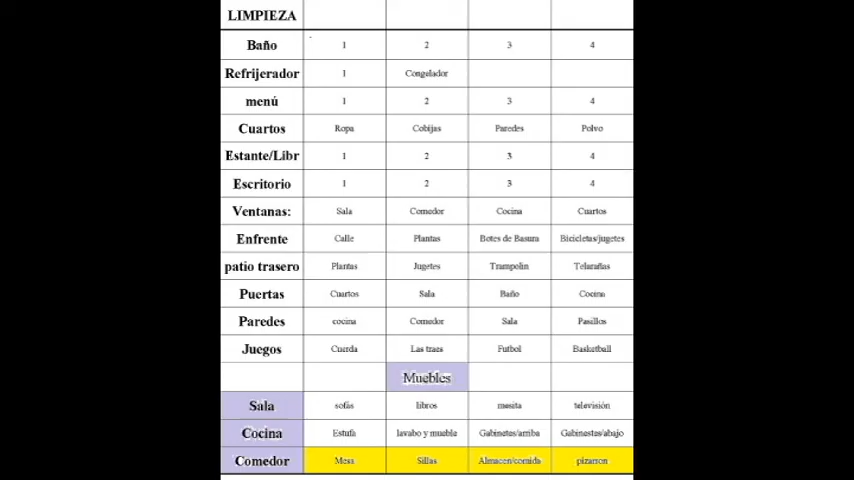 LIMPIEZA
Baño 1 2 3 4
Refrijerador 1 Congelador
menú 1 2 3 4
Cuartos Ropa Cobijas Paredes Polvo
Estante/Libr 1 2 3 4
Escritorio 1 2 3 4
Ventanas: Sala Comedor Cocina Cuartos
Enfrente Calle Plantas Botes de Basura Bicicletas/jugetes
patio trasero Plantas Jugetes Trampolin Telarañas
Puertas Cuartos Sala Baño Cocina
Paredes cocina Comedor Sala Pasillos
Juegos Cuerda Las traes Futbol Basketball
Muebles
Sala sofás libros mesita televisión
Cocina Estufa lavabo y mueble Gabinetes/arriba Gabinestes/abajo
Comedor Mesa Sillas Almacen/comida pizarron